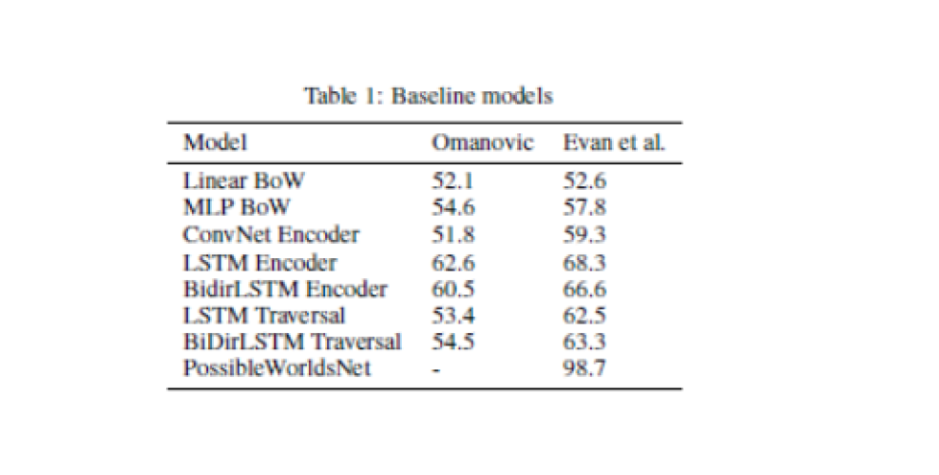 Table 1: Baseline models
Model Omanovic Evan et al.
Linear BoW 52.1 52.6
MLP BoW 54.6 57.8
ConvNet Encoder 51.8 59.3
LSTM Encoder 62.6 68.3
BidirLSTM Encoder 60.5 66.6
LSTM Traversal 53.4 62.5
BiDirLSTM Traversal 54.5 63.3
PossibleWorldsNet - 98.7